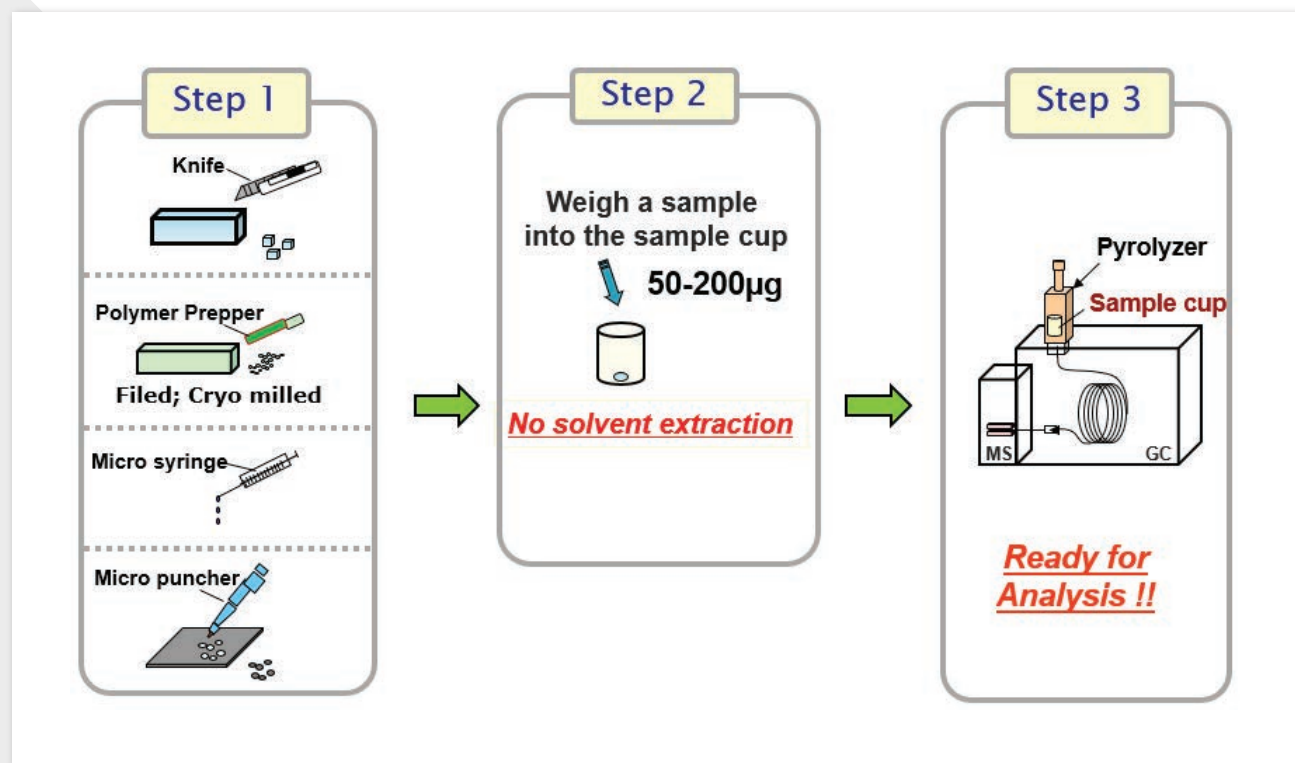 Step 1
Knife
Polymer Prepper
Filed; Cryo milled
Micro syringe
Micro puncher
Step 2
Weigh a sample
into the sample cup
50-200µg
No solvent extraction
Step 3
Pyrolyzer
Sample cup
MS
GC
Ready for
Analysis !!